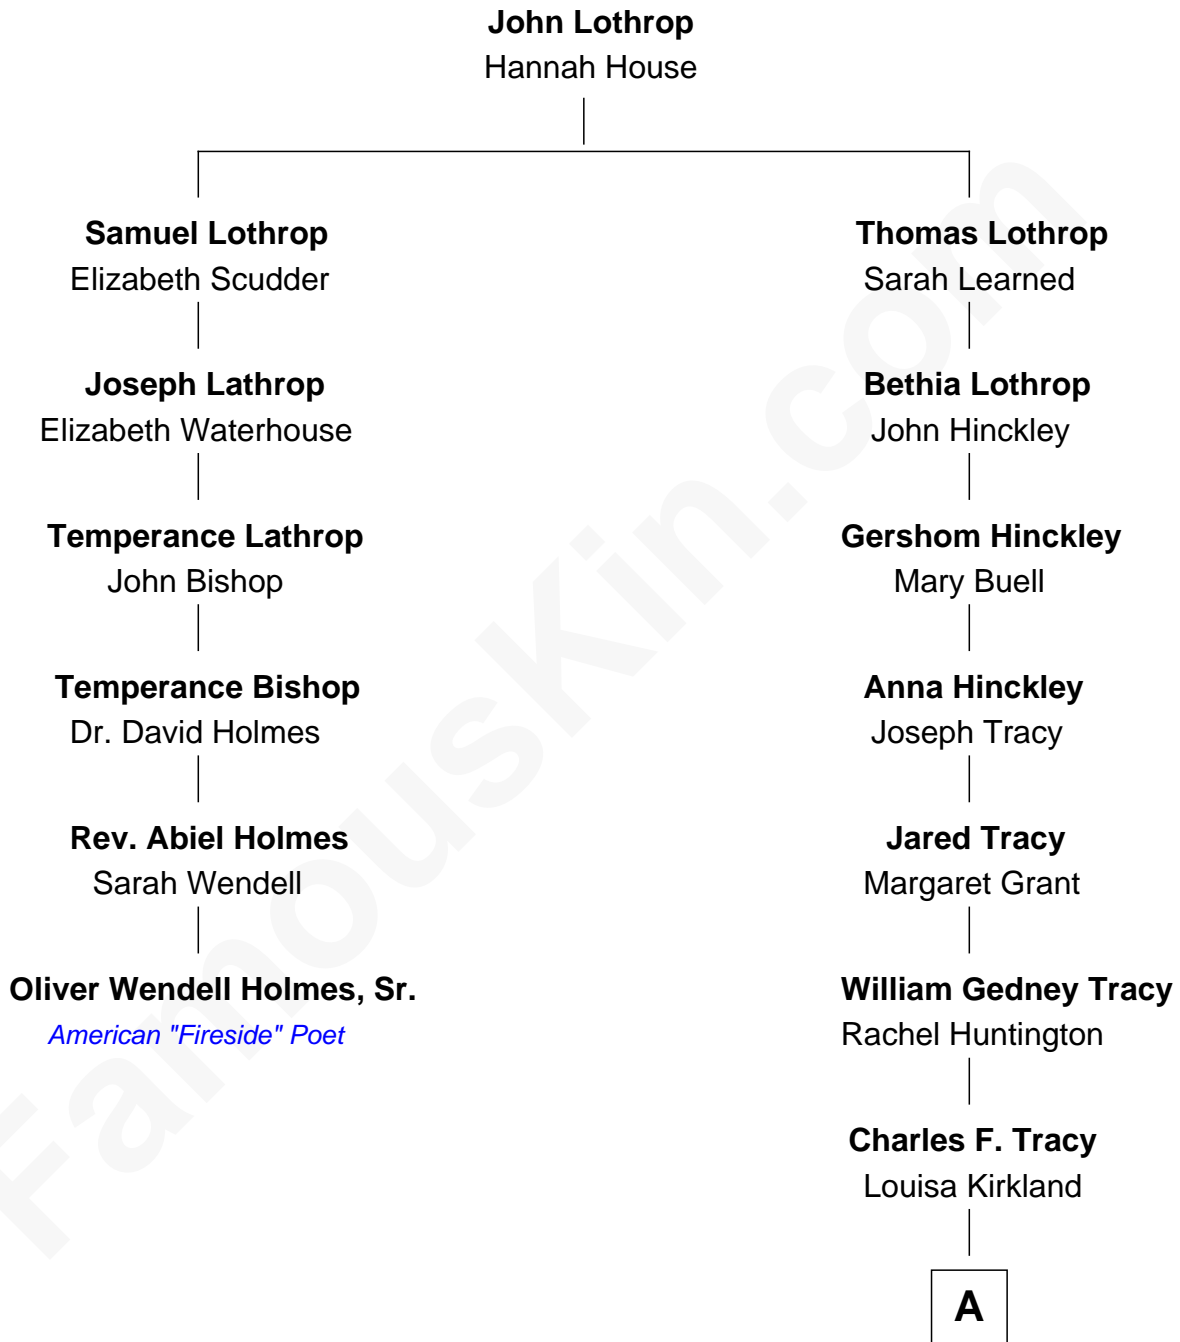 John Lothrop
Hannah House
Samuel Lothrop
Elizabeth Scudder
Thomas Lothrop
Sarah Learned
Joseph Lathrop
Elizabeth Waterhouse
Bethia Lothrop
John Hinckley
Temperance Lathrop
John Bishop
Gershom Hinckley
Mary Buell
Temperance Bishop
Dr. David Holmes
Anna Hinckley
Joseph Tracy
Rev. Abiel Holmes
Sarah Wendell
Jared Tracy
Margaret Grant
Oliver Wendell Holmes, Sr.
American "Fireside" Poet
William Gedney Tracy
Rachel Huntington
Charles F. Tracy
Louisa Kirkland
A
FamousKin.com